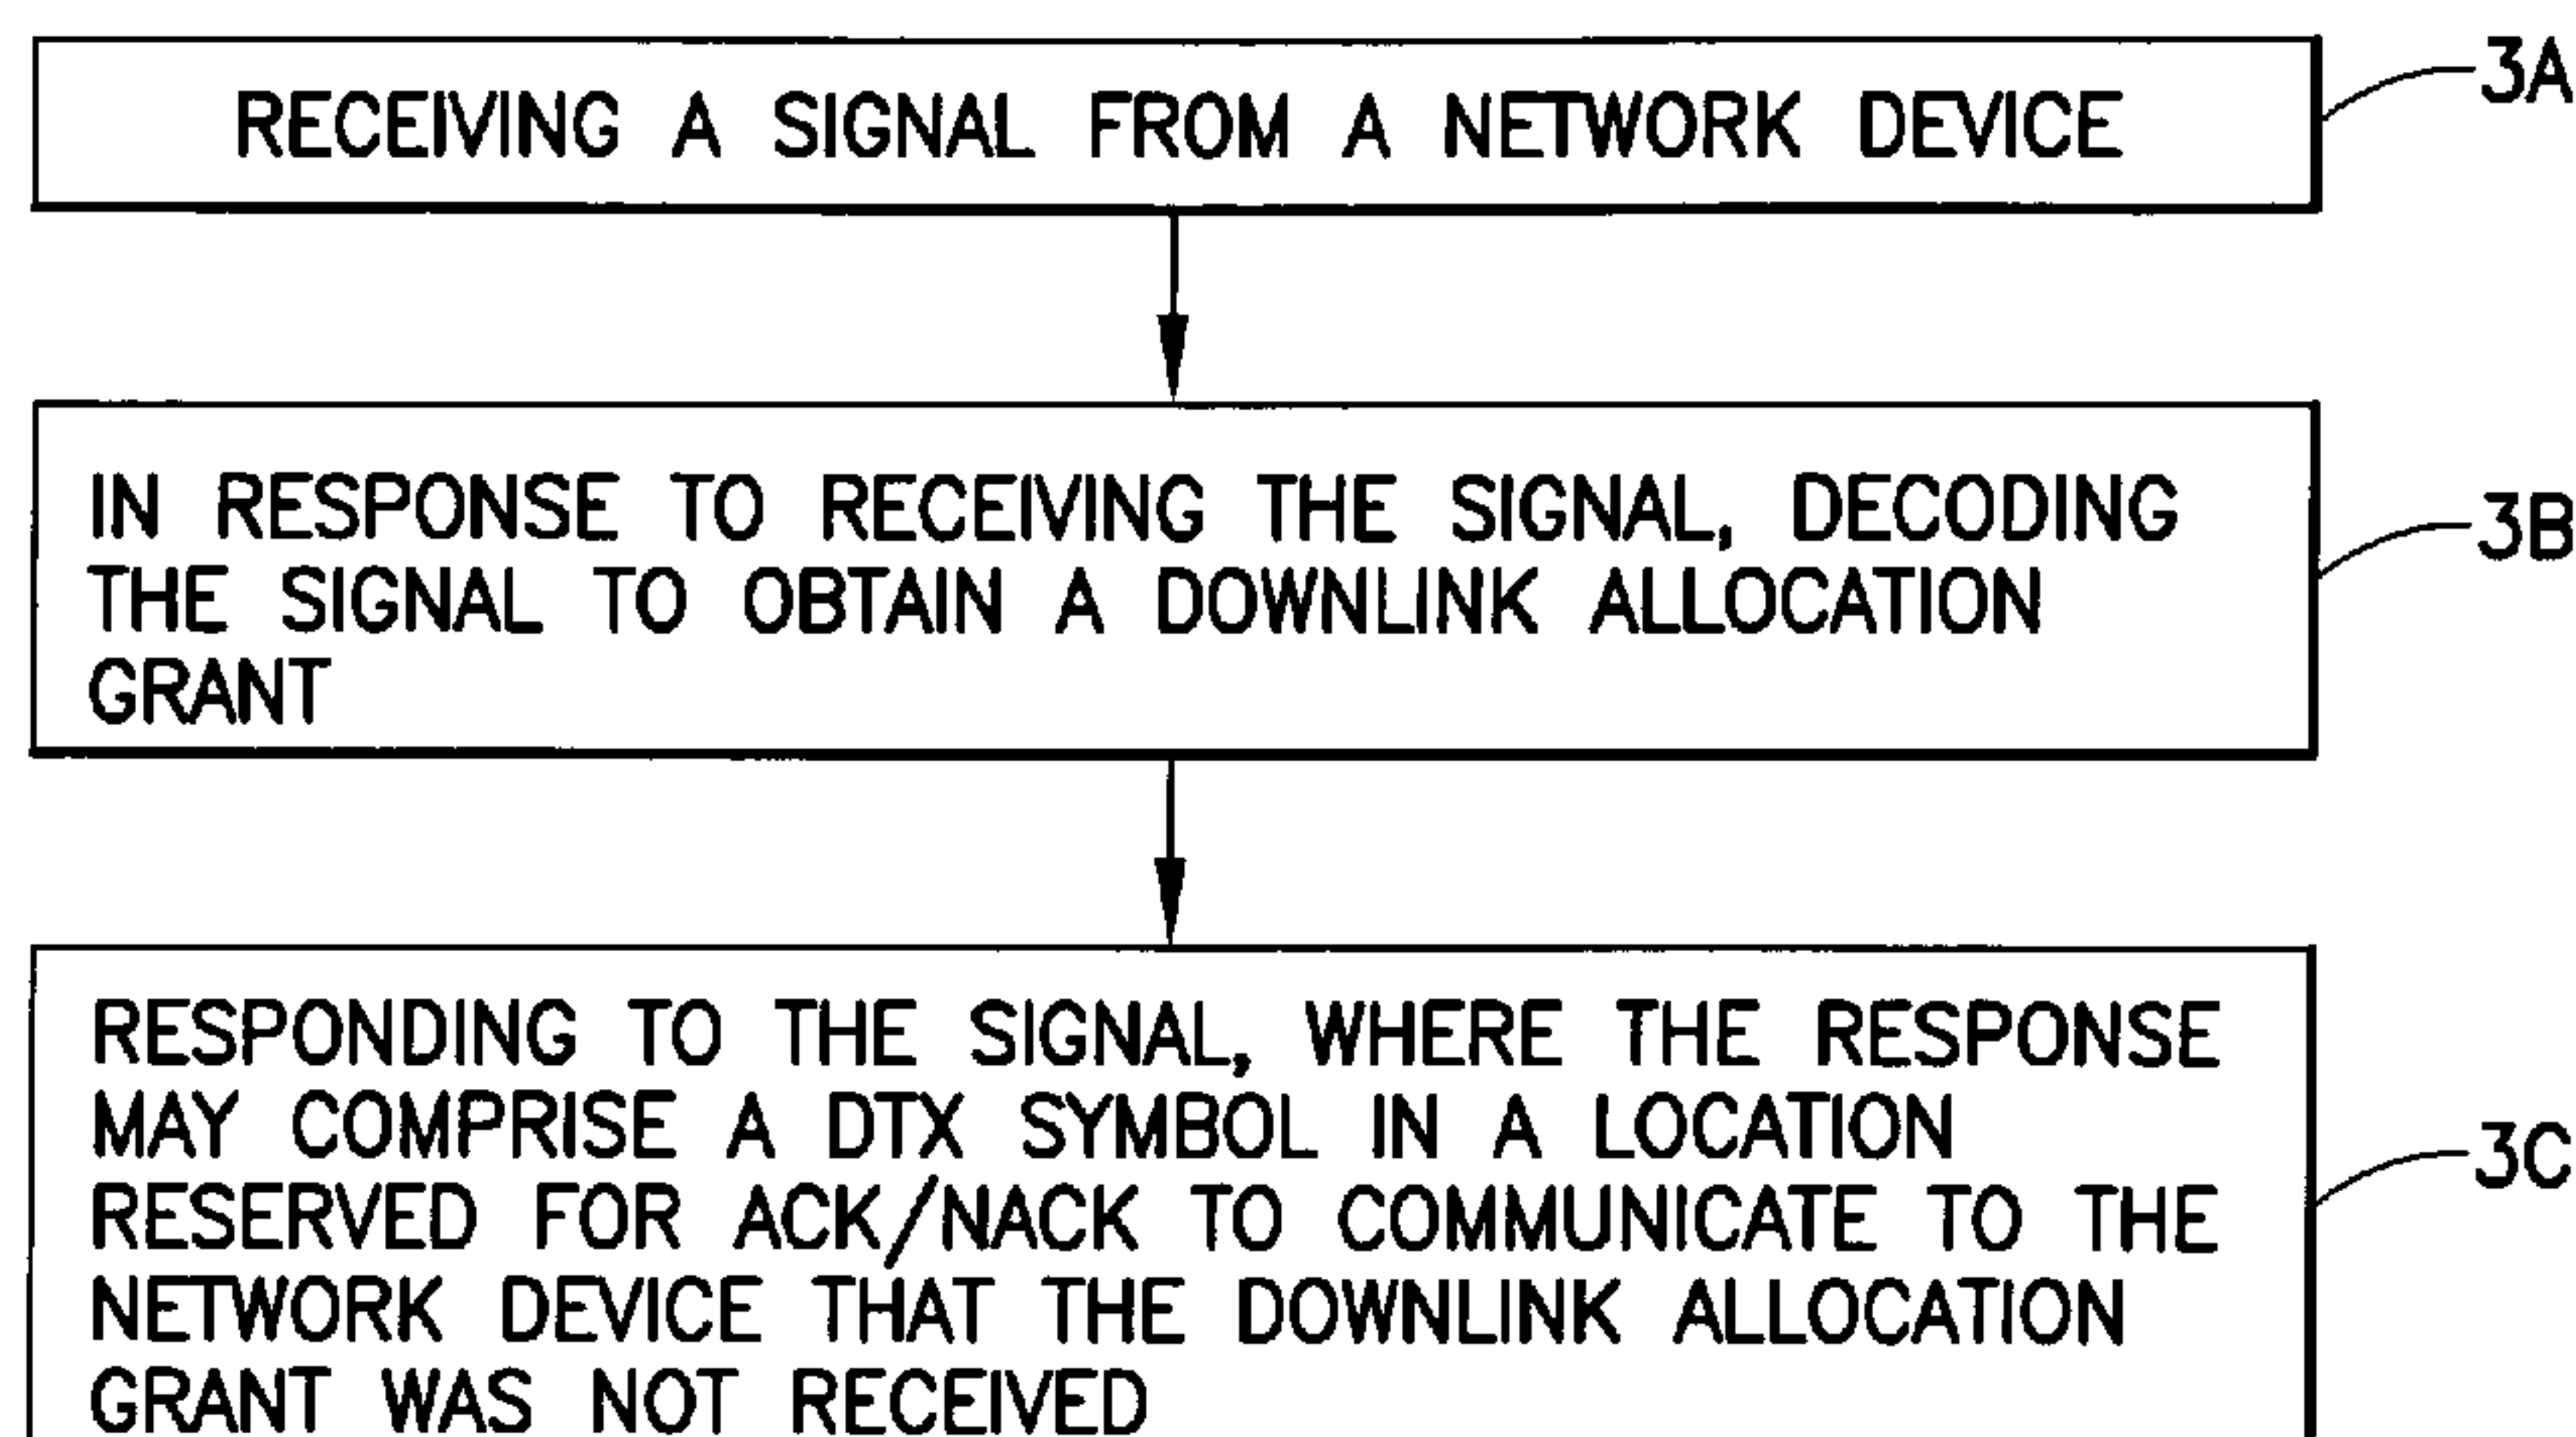 RECEIVING A SIGNAL FROM A NETWORK DEVICE
3A
IN RESPONSE TO RECEIVING THE SIGNAL, DECODING
THE SIGNAL TO OBTAIN A DOWNLINK ALLOCATION
GRANT
3B
RESPONDING TO THE SIGNAL, WHERE THE RESPONSE
MAY COMPRISE A DTX SYMBOL IN A LOCATION
RESERVED FOR ACK/NACK TO COMMUNICATE TO THE
NETWORK DEVICE THAT THE DOWNLINK ALLOCATION
GRANT WAS NOT RECEIVED
3C